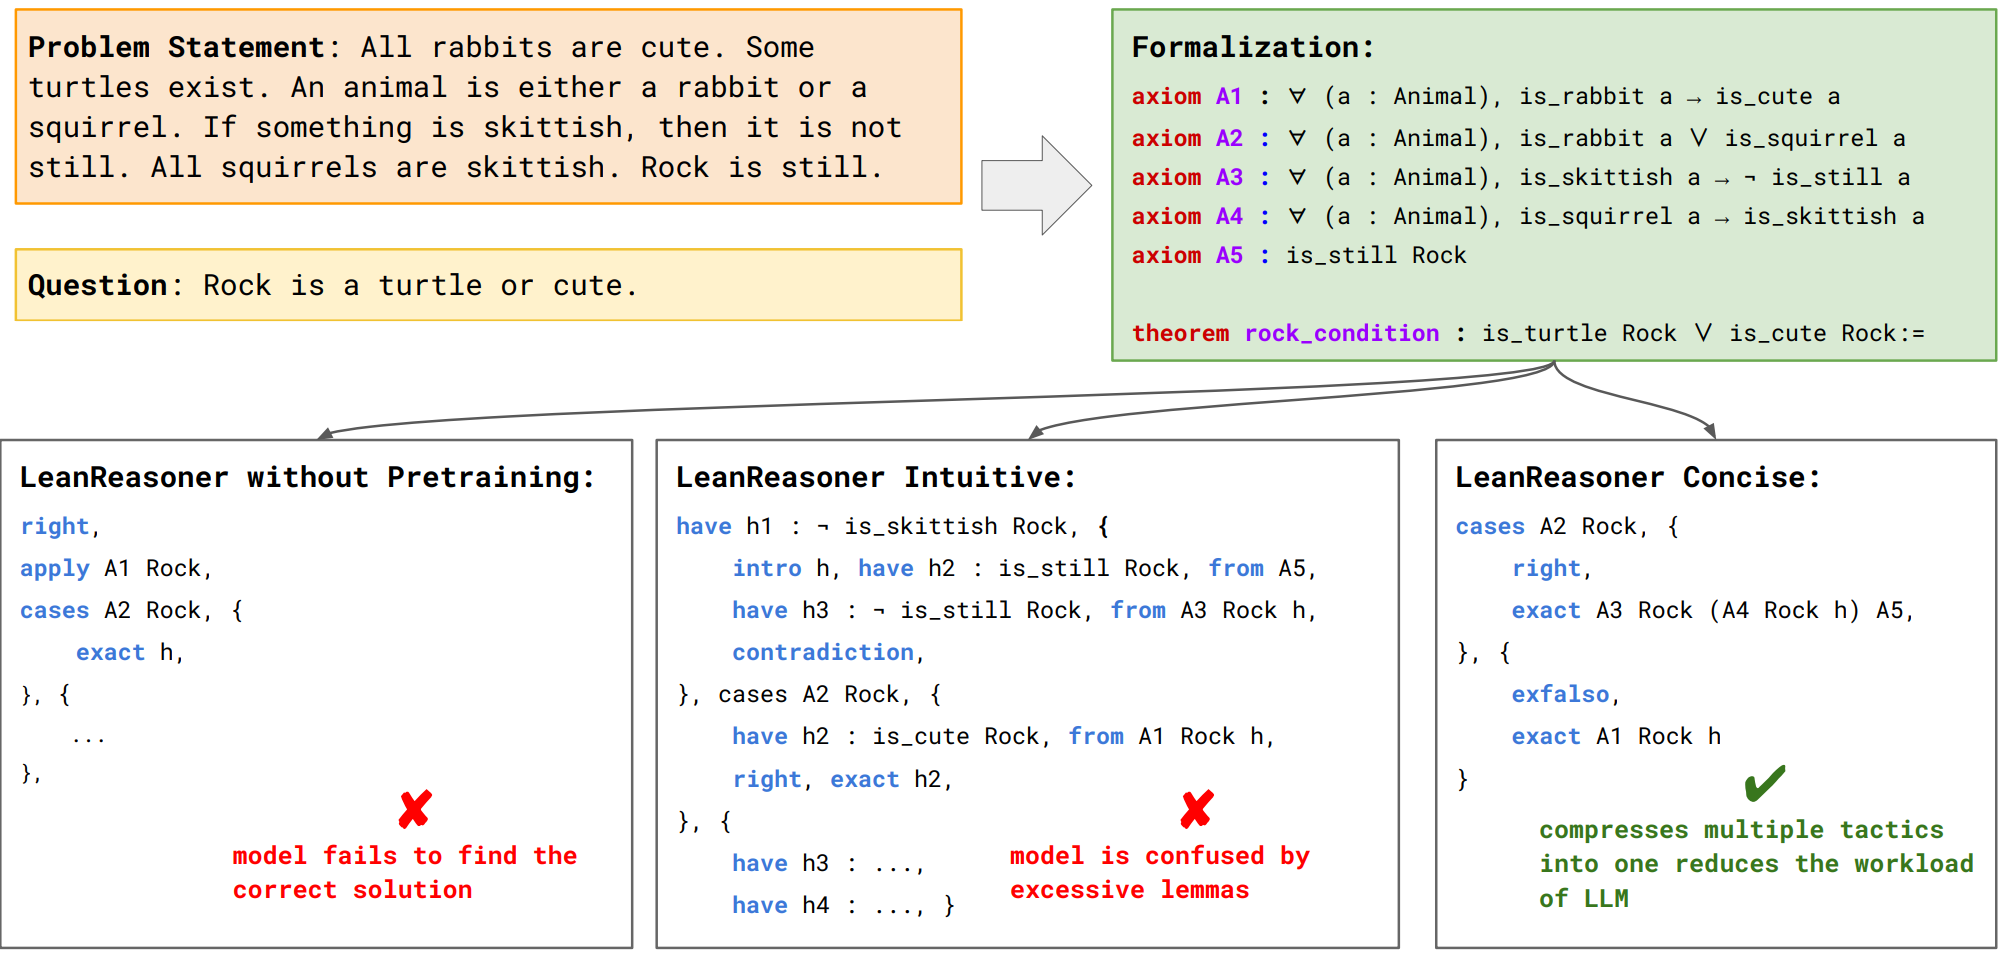 Problem Statement: All rabbits are cute. Some
turtles exist. An animal is either a rabbit or a
squirrel. If something is skittish, then it is not
still. All squirrels are skittish. Rock is still.
Question: Rock is a turtle or cute.
Formalization:
axiom A1 : ∀ (a : Animal), is_rabbit a → is_cute a
axiom A2 : ∀ (a : Animal), is_rabbit a ∨ is_squirrel a
axiom A3 : ∀ (a : Animal), is_skittish a → ¬ is_still a
axiom A4 : ∀ (a : Animal), is_squirrel a → is_skittish a
axiom A5 : is_still Rock
theorem rock_condition : is_turtle Rock ∨ is_cute Rock:=
LeanReasoner without Pretraining:
right,
apply A1 Rock,
cases A2 Rock, {
exact h,
}, {
...
},
✘
model fails to find the
correct solution
LeanReasoner Intuitive:
have h1 : ¬ is_skittish Rock, {
intro h, have h2 : is_still Rock, from A5,
have h3 : ¬ is_still Rock, from A3 Rock h,
contradiction,
}, cases A2 Rock, {
have h2 : is_cute Rock, from A1 Rock h,
right, exact h2,
}, {
have h3 : ...,
have h4 : ..., }
✘
model is confused by
excessive lemmas
LeanReasoner Concise:
cases A2 Rock, {
right,
exact A3 Rock (A4 Rock h) A5,
}, {
exfalso,
exact A1 Rock h
}
✔
compresses multiple tactics
into one reduces the workload
of LLM